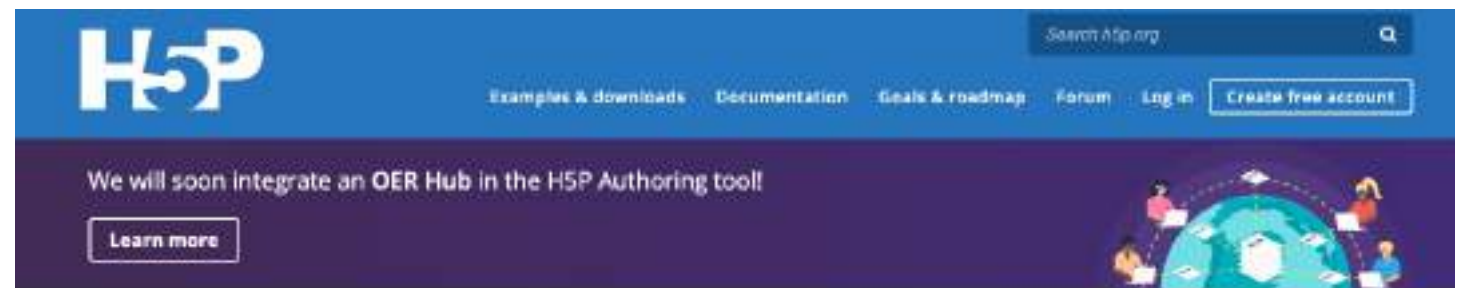 H5P
Search h5p.org
Examples & downloads Documentation Goals & roadmap Forum Log in Create free account
We will soon integrate an OER Hub in the H5P Authoring tool!
Learn more